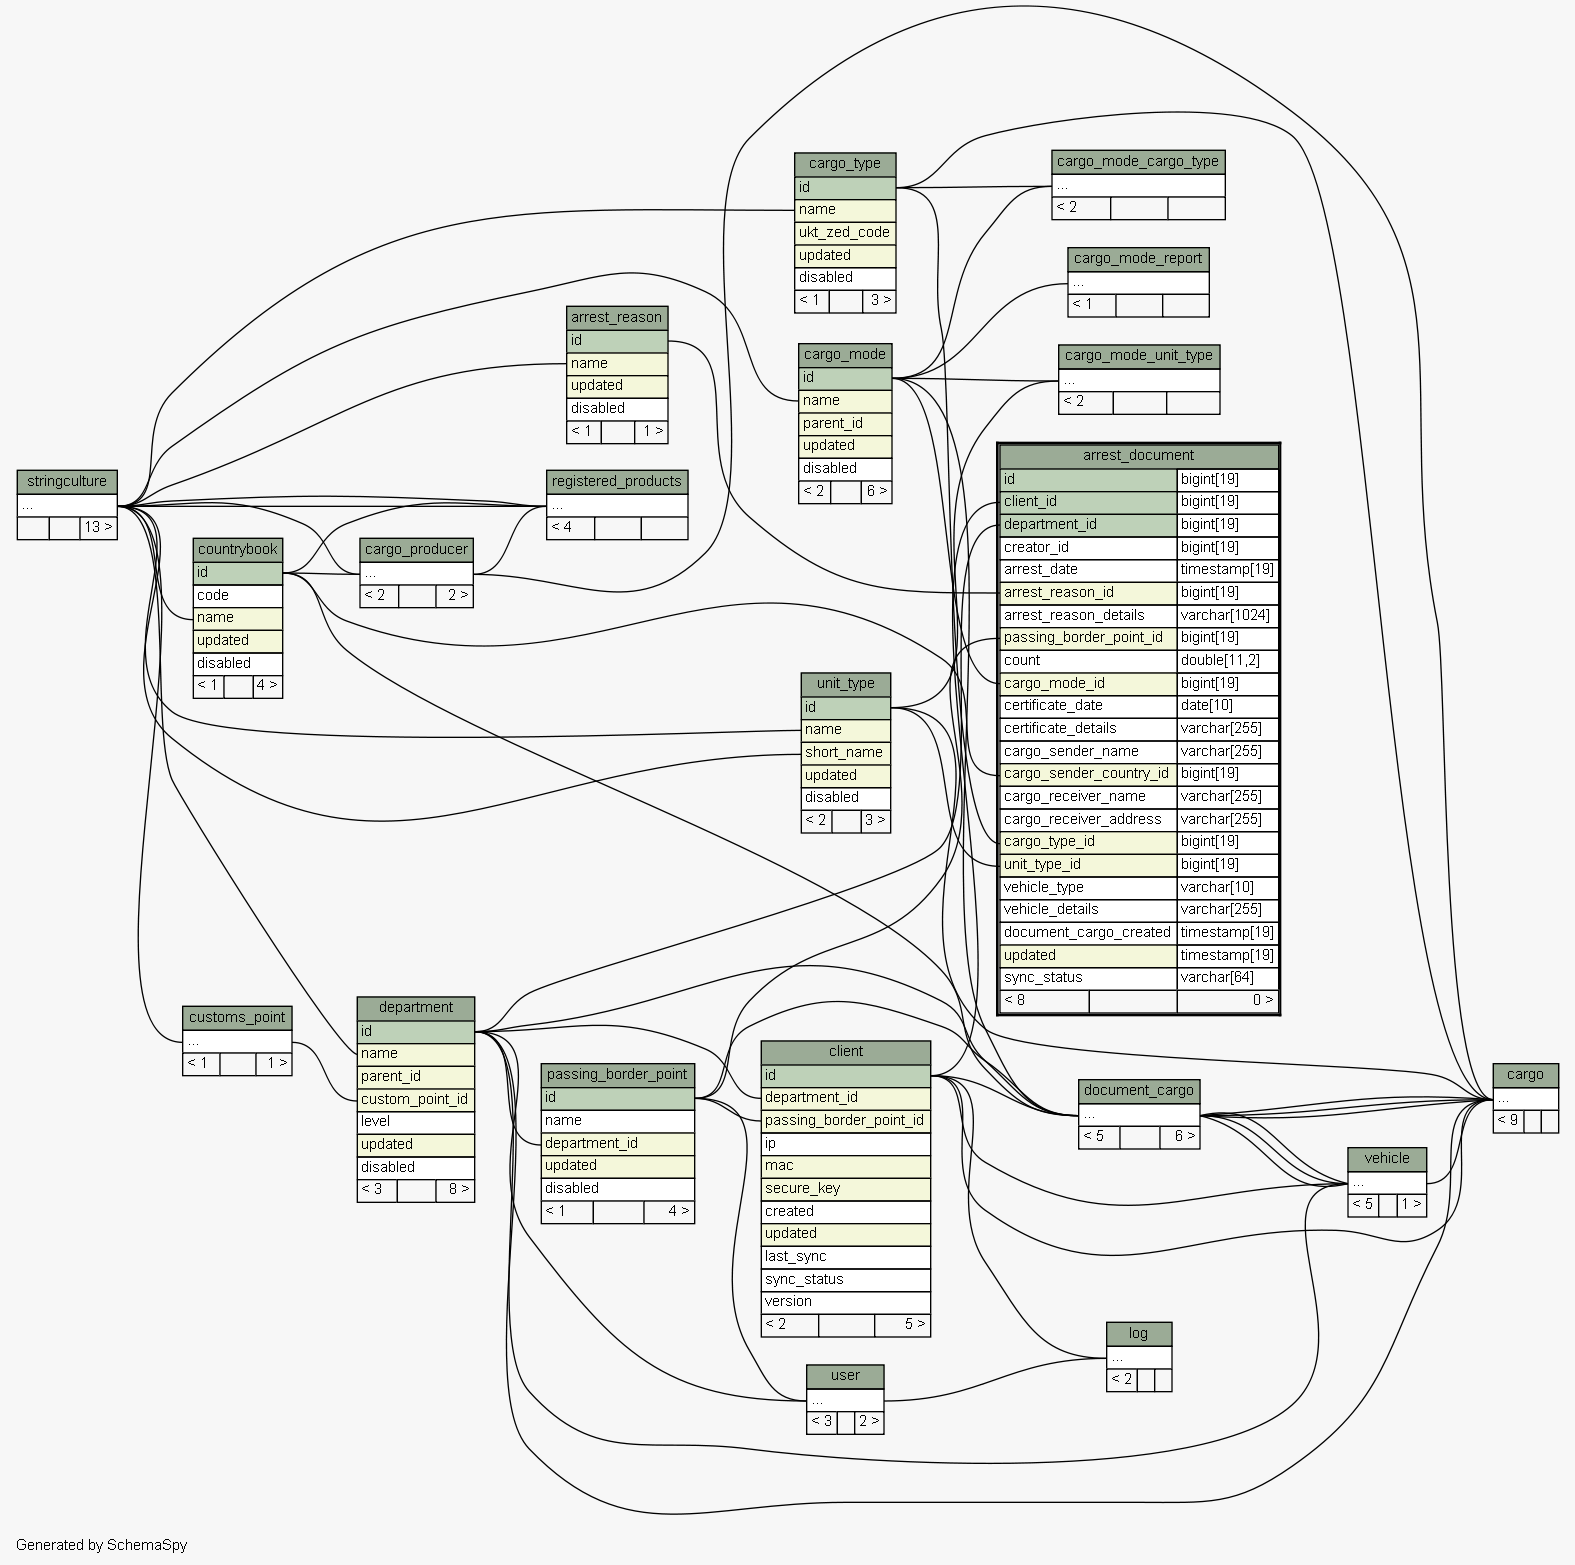 cargo_type
id
name
ukt_zed_code
updated
disabled
< 1 3 >
cargo_mode_cargo_type
...
< 2
cargo_mode_report
...
< 1
arrest_reason
id
name
updated
disabled
< 1 1 >
cargo_mode
id
name
parent_id
updated
disabled
< 2 6 >
cargo_mode_unit_type
...
< 2
stringculture
...
13 >
registered_products
...
< 4
countrybook
id
code
name
updated
disabled
< 1 4 >
cargo_producer
...
< 2 2 >
arrest_document
id bigint[19]
client_id bigint[19]
department_id bigint[19]
creator_id bigint[19]
arrest_date timestamp[19]
arrest_reason_id bigint[19]
arrest_reason_details varchar[1024]
passing_border_point_id bigint[19]
count double[11,2]
cargo_mode_id bigint[19]
certificate_date date[10]
certificate_details varchar[255]
cargo_sender_name varchar[255]
cargo_sender_country_id bigint[19]
cargo_receiver_name varchar[255]
cargo_receiver_address varchar[255]
cargo_type_id bigint[19]
unit_type_id bigint[19]
vehicle_type varchar[10]
vehicle_details varchar[255]
document_cargo_created timestamp[19]
updated timestamp[19]
sync_status varchar[64]
< 8 0 >
unit_type
id
name
short_name
updated
disabled
< 2 3 >
customs_point
...
< 1 1 >
department
id
name
parent_id
custom_point_id
level
updated
disabled
< 3 8 >
passing_border_point
id
name
department_id
updated
disabled
< 1 4 >
client
id
department_id
passing_border_point_id
ip
mac
secure_key
created
updated
last_sync
sync_status
version
< 2 5 >
document_cargo
...
< 5 6 >
cargo
...
< 9
vehicle
...
< 5 1 >
log
...
< 2
user
...
< 3 2 >
Generated by SchemaSpy